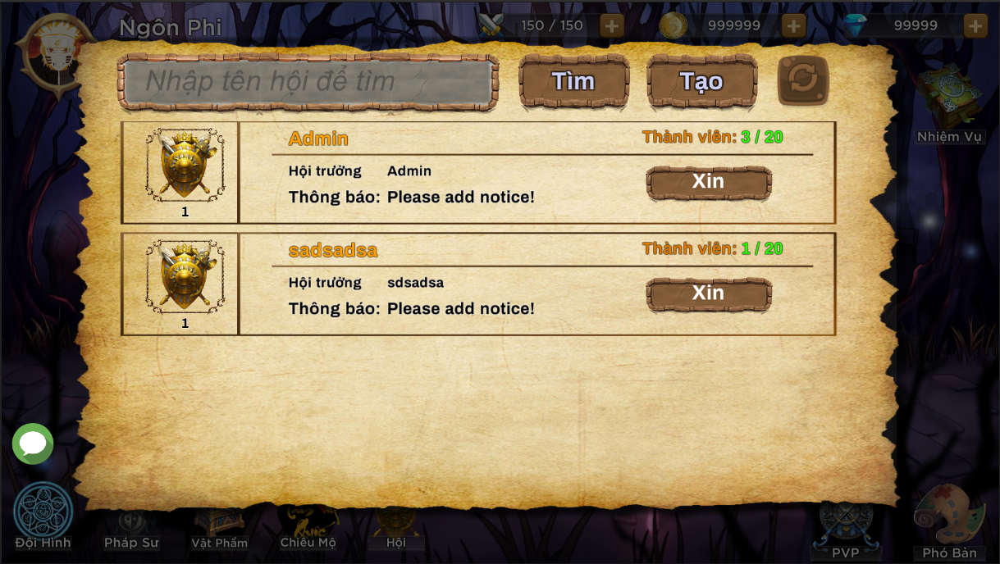 Ngôn Phi
150 / 150
999999
99999
Nhập tên hội để tìm
Tìm
Tạo
Nhiệm Vụ
Admin
Thành viên: 3 / 20
Hội trưởng Admin
Xin
Thông báo: Please add notice!
1
sadsadsa
Thành viên: 1 / 20
Hội trưởng sdsadsa
Xin
Thông báo: Please add notice!
1
Đội Hình
Pháp Sư
Vật Phẩm
Chiêu Mộ
Hội
PVP
Phó Bản